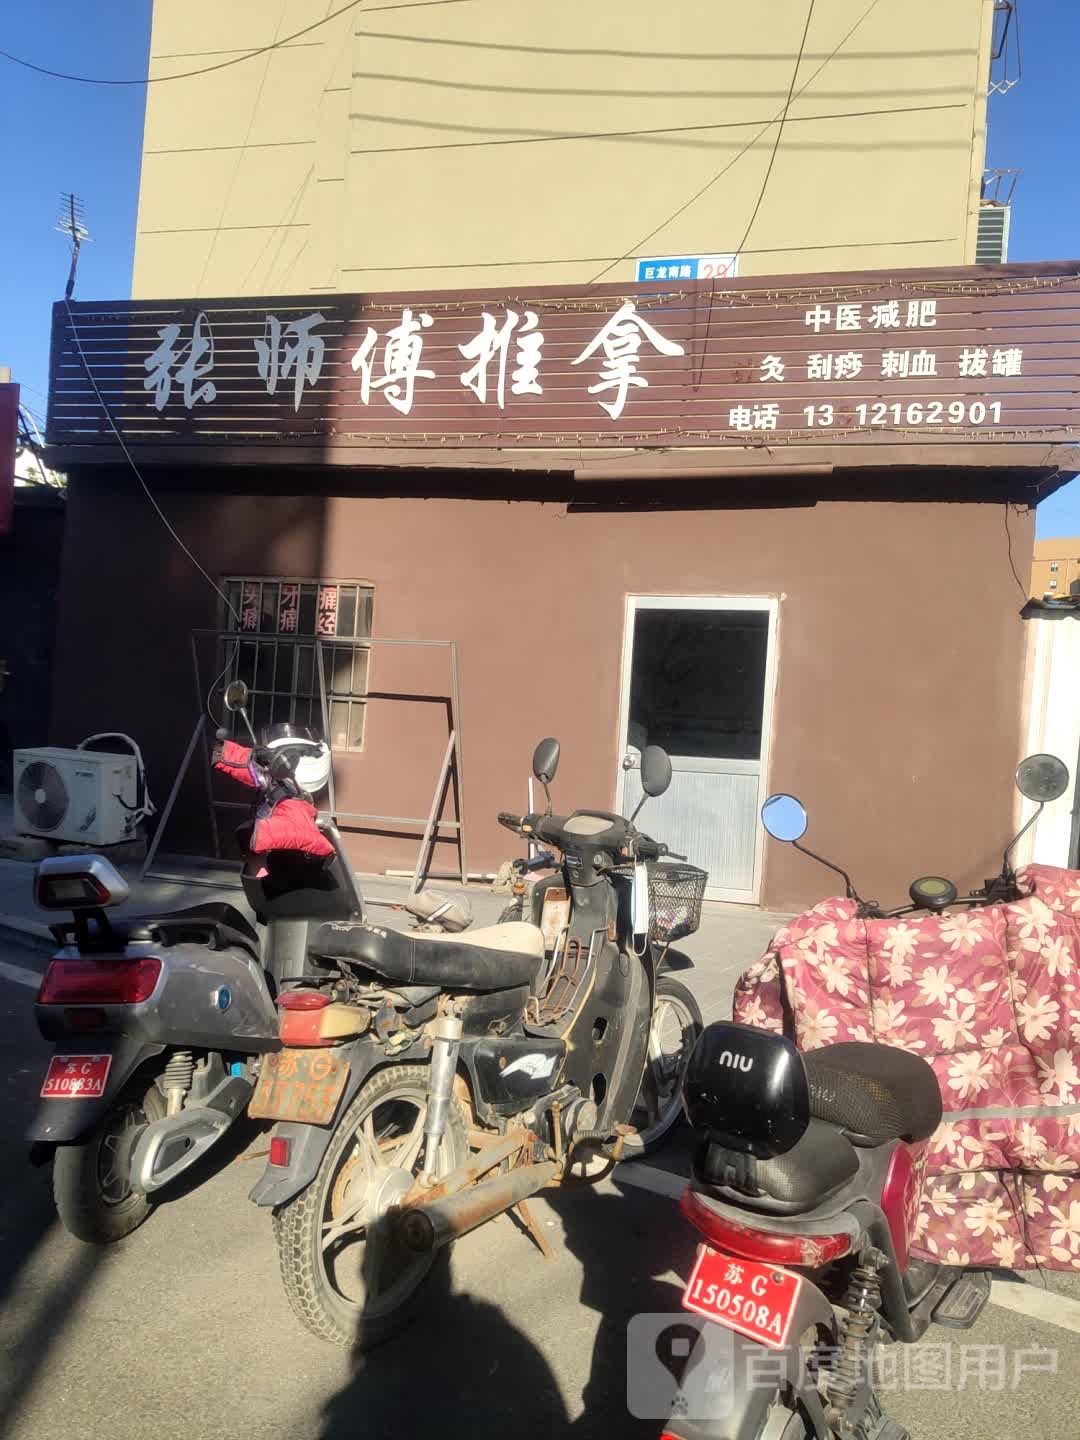 巨龙南路 29
张师傅推拿
中医减肥
灸 刮痧 刺血 拔罐
电话 13 12162901
头痛 牙痛 痛经
苏G
510883A
苏G
35753
niu
苏G
150508A
百度地图用户